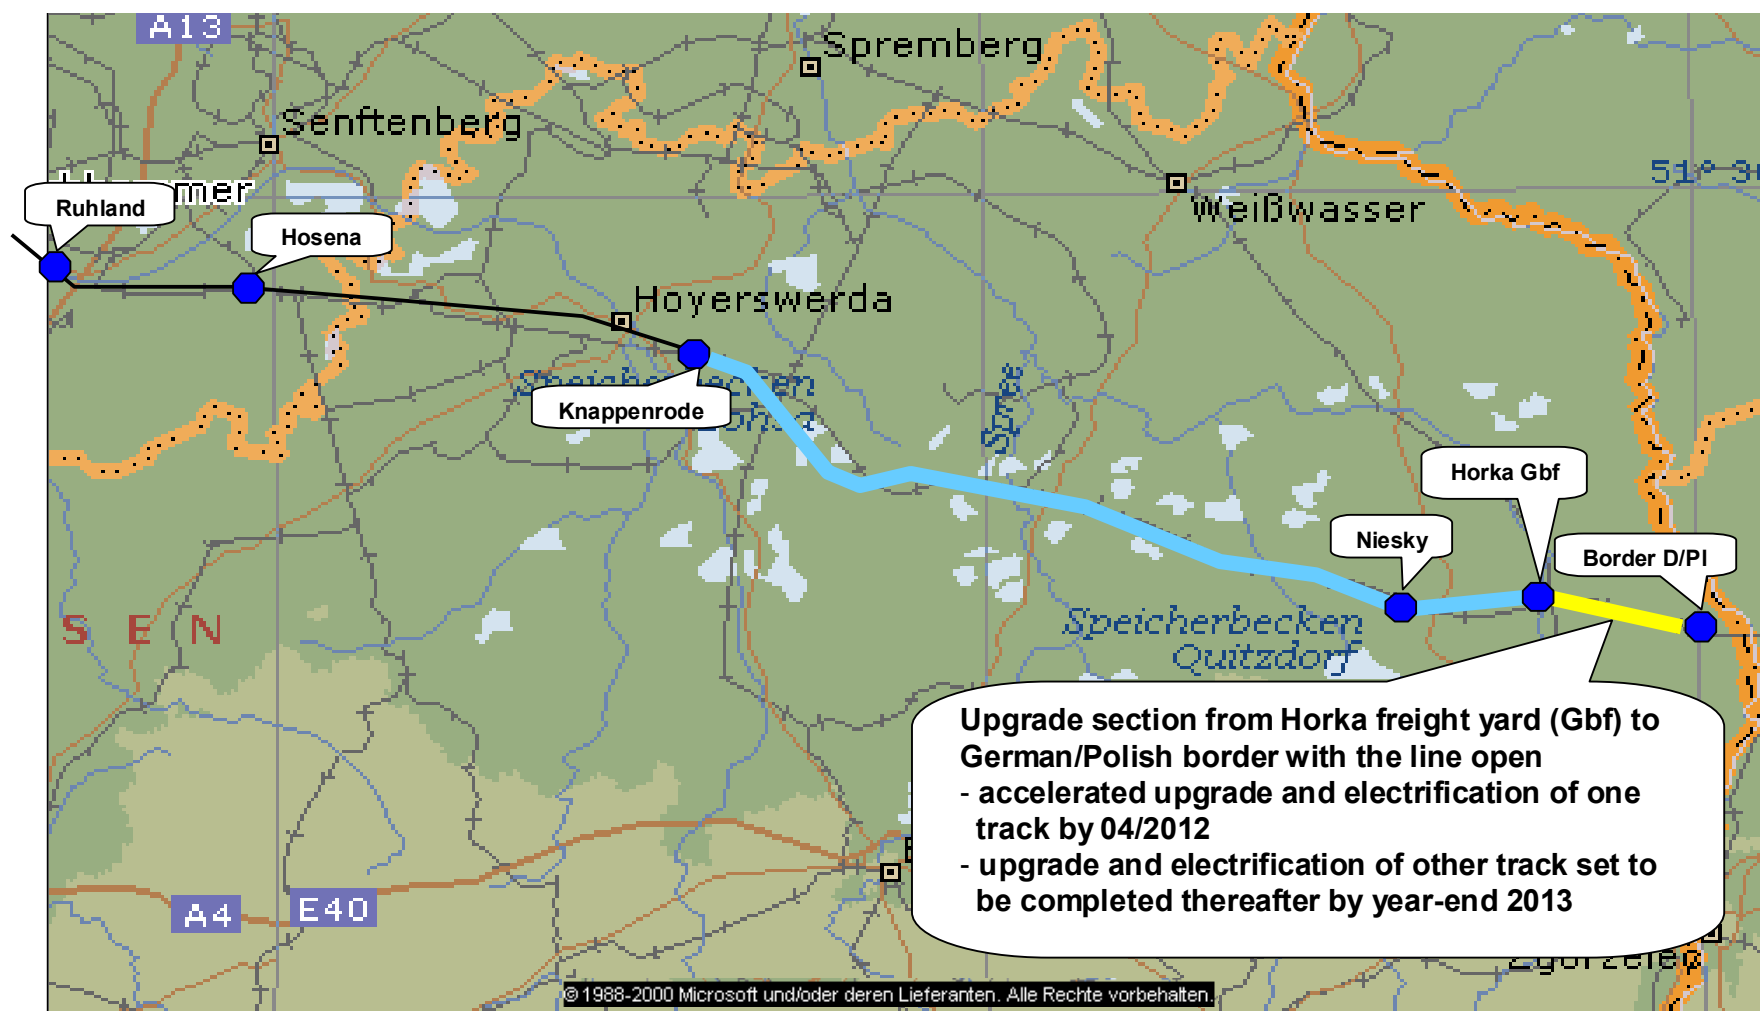 A13
Spremberg
Senftenberg
51°
mmer
Ruhland
Weißwasser
Hosena
Hoyerswerda
Spree
Knappenrode
Horka Gbf
Niesky
Border D/Pl
S E N
Speicherbecken
Quitzdorf
Upgrade section from Horka freight yard (Gbf) to
German/Polish border with the line open
- accelerated upgrade and electrification of one
track by 04/2012
- upgrade and electrification of other track set to
be completed thereafter by year-end 2013
A4
E40
Zgorzelec
© 1988-2000 Microsoft und/oder deren Lieferanten. Alle Rechte vorbehalten.